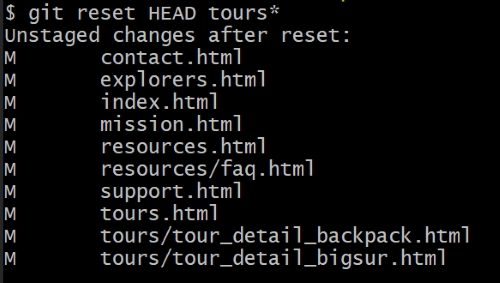 $ git reset HEAD tours*
Unstaged changes after reset:
M       contact.html
M       explorers.html
M       index.html
M       mission.html
M       resources.html
M       resources/faq.html
M       support.html
M       tours.html
M       tours/tour_detail_backpack.html
M       tours/tour_detail_bigsur.html